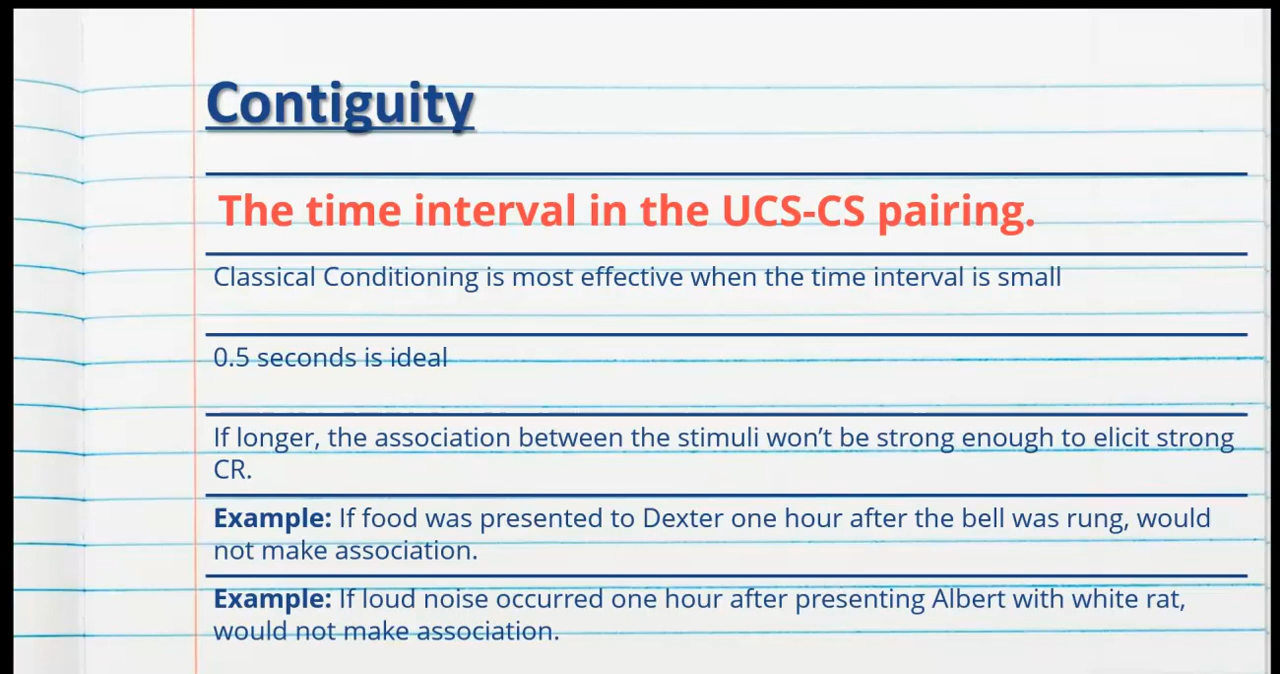 Contiguity
The time interval in the UCS-CS pairing.
Classical Conditioning is most effective when the time interval is small
0.5 seconds is ideal
If longer, the association between the stimuli won’t be strong enough to elicit strong
CR.
Example: If food was presented to Dexter one hour after the bell was rung, would
not make association.
Example: If loud noise occurred one hour after presenting Albert with white rat,
would not make association.